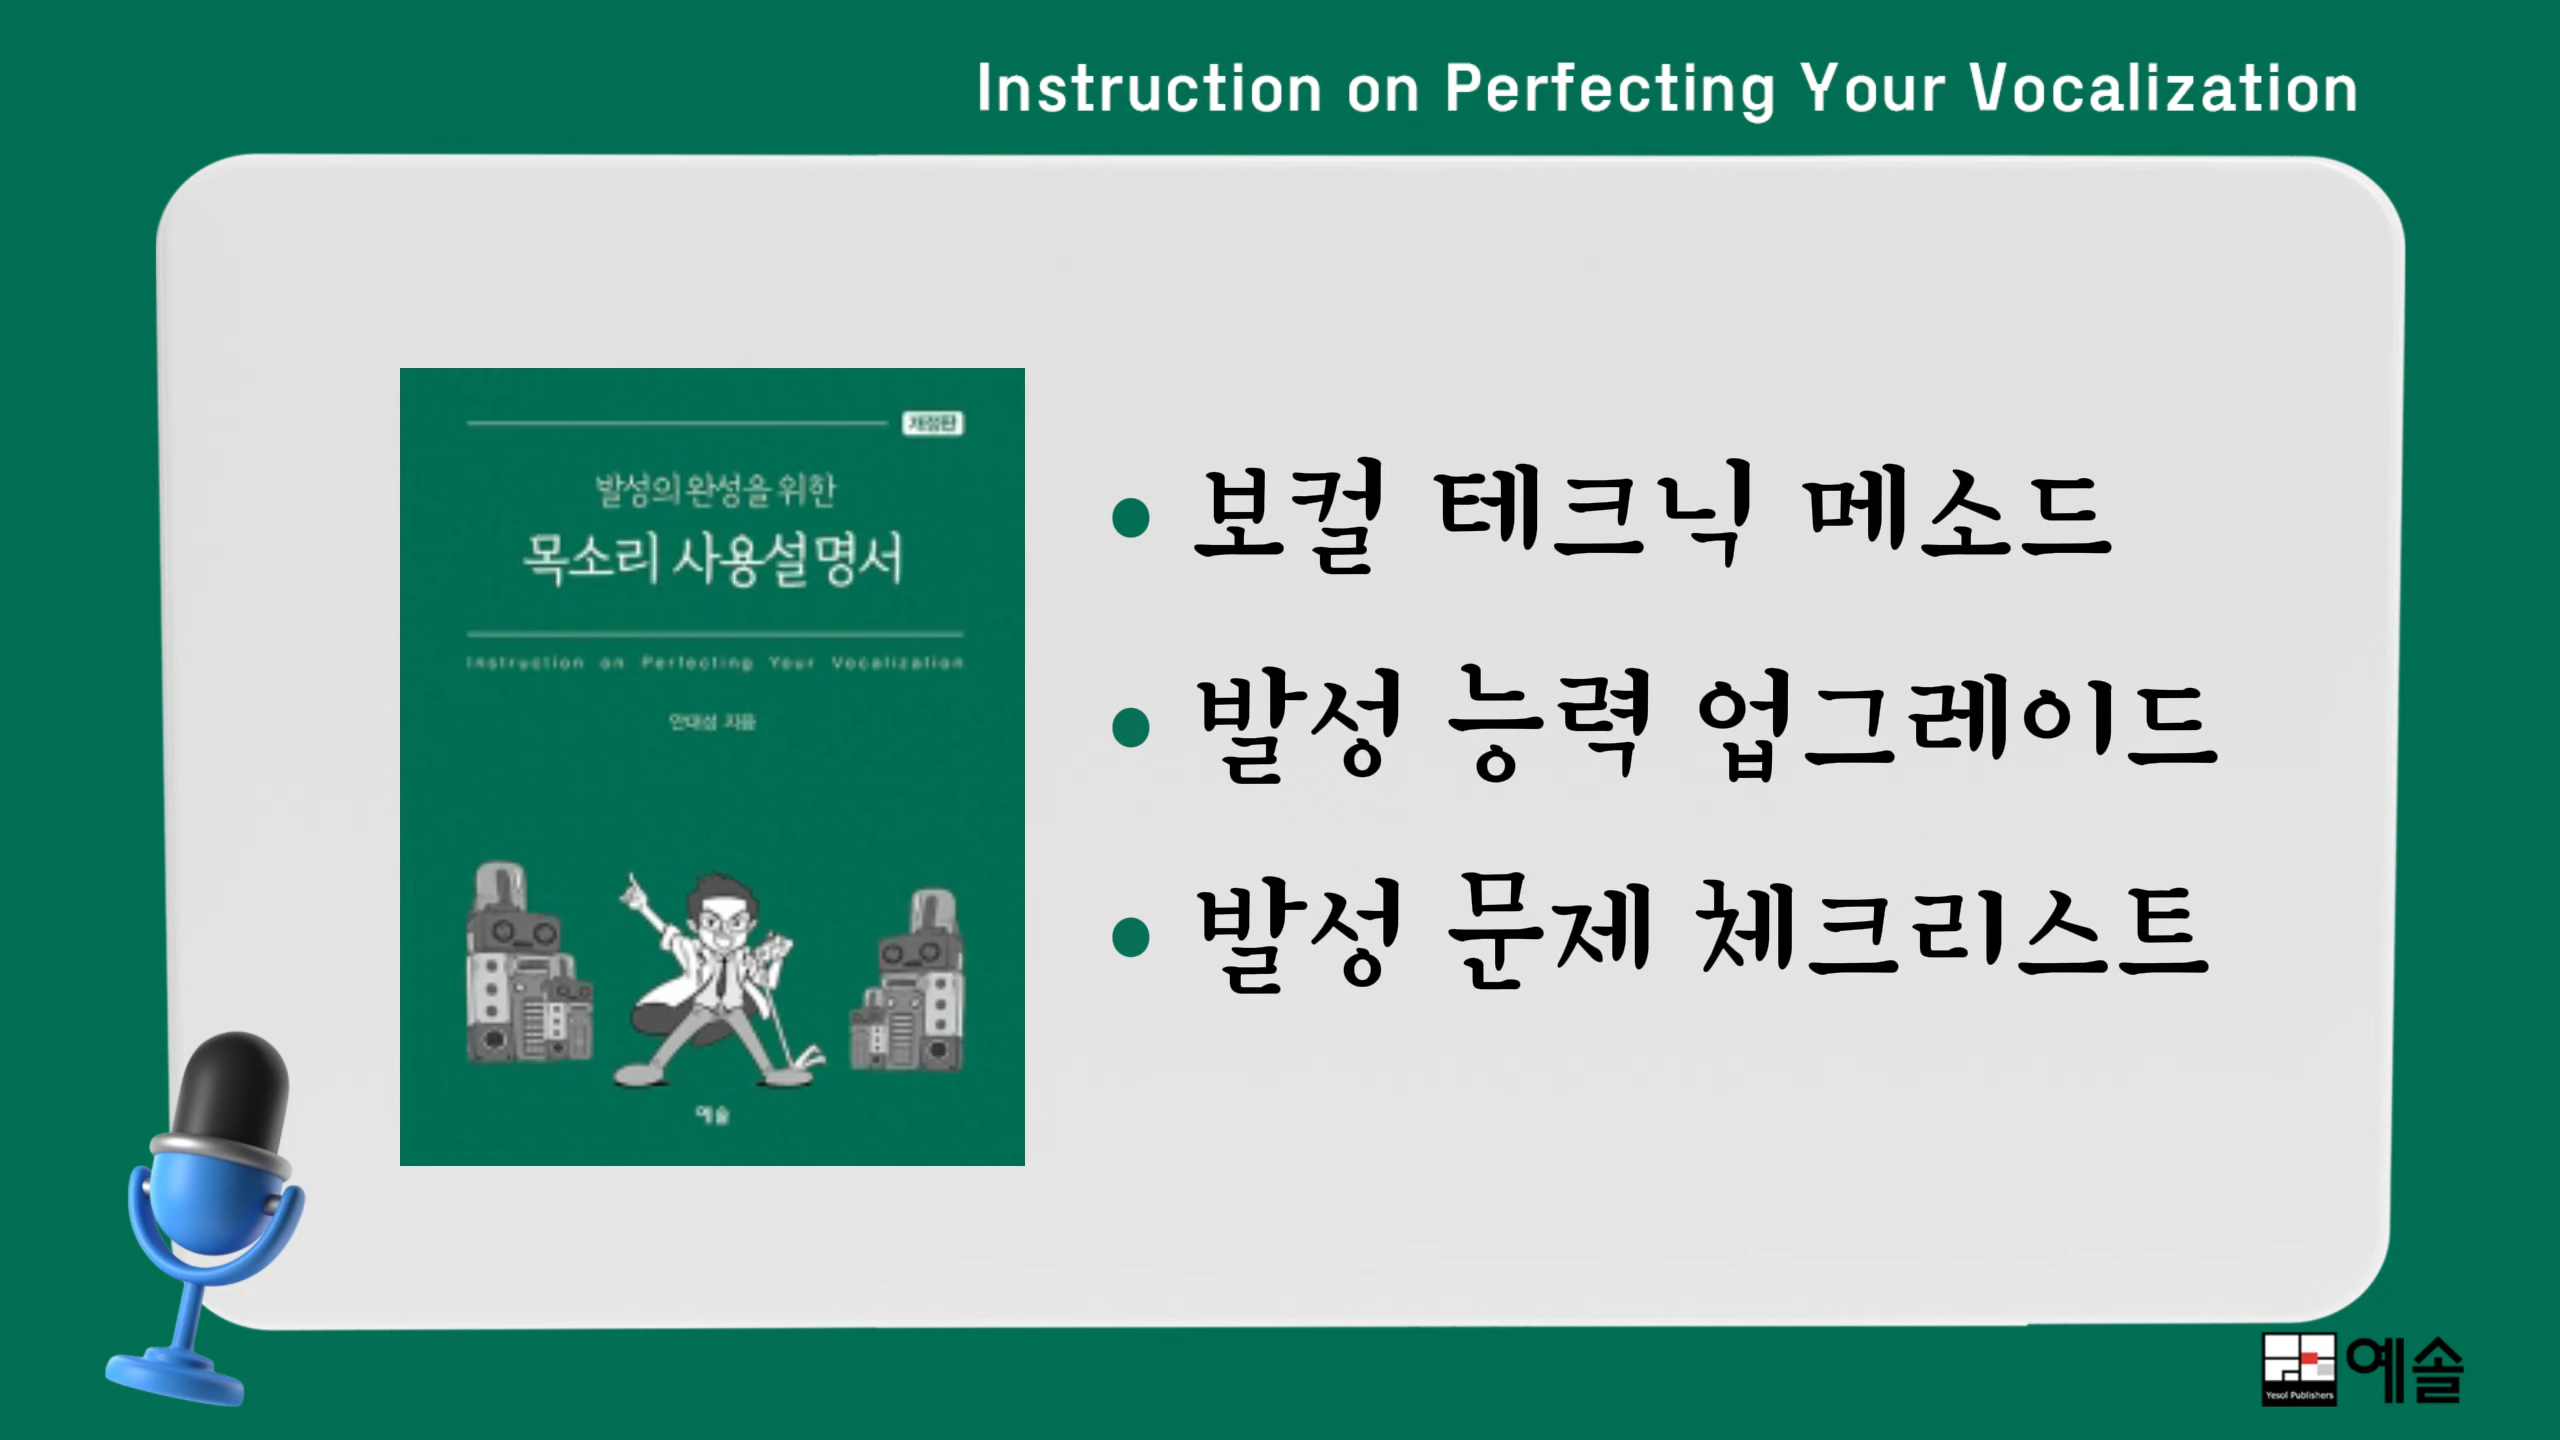 Instruction on Perfecting Your Vocalization
개정판
발성의 완성을 위한
목소리 사용설명서
Instruction on Perfecting Your Vocalization
안대성 지음
예솔
• 보컬 테크닉 메소드
• 발성 능력 업그레이드
• 발성 문제 체크리스트
Yesol Publishers
예솔